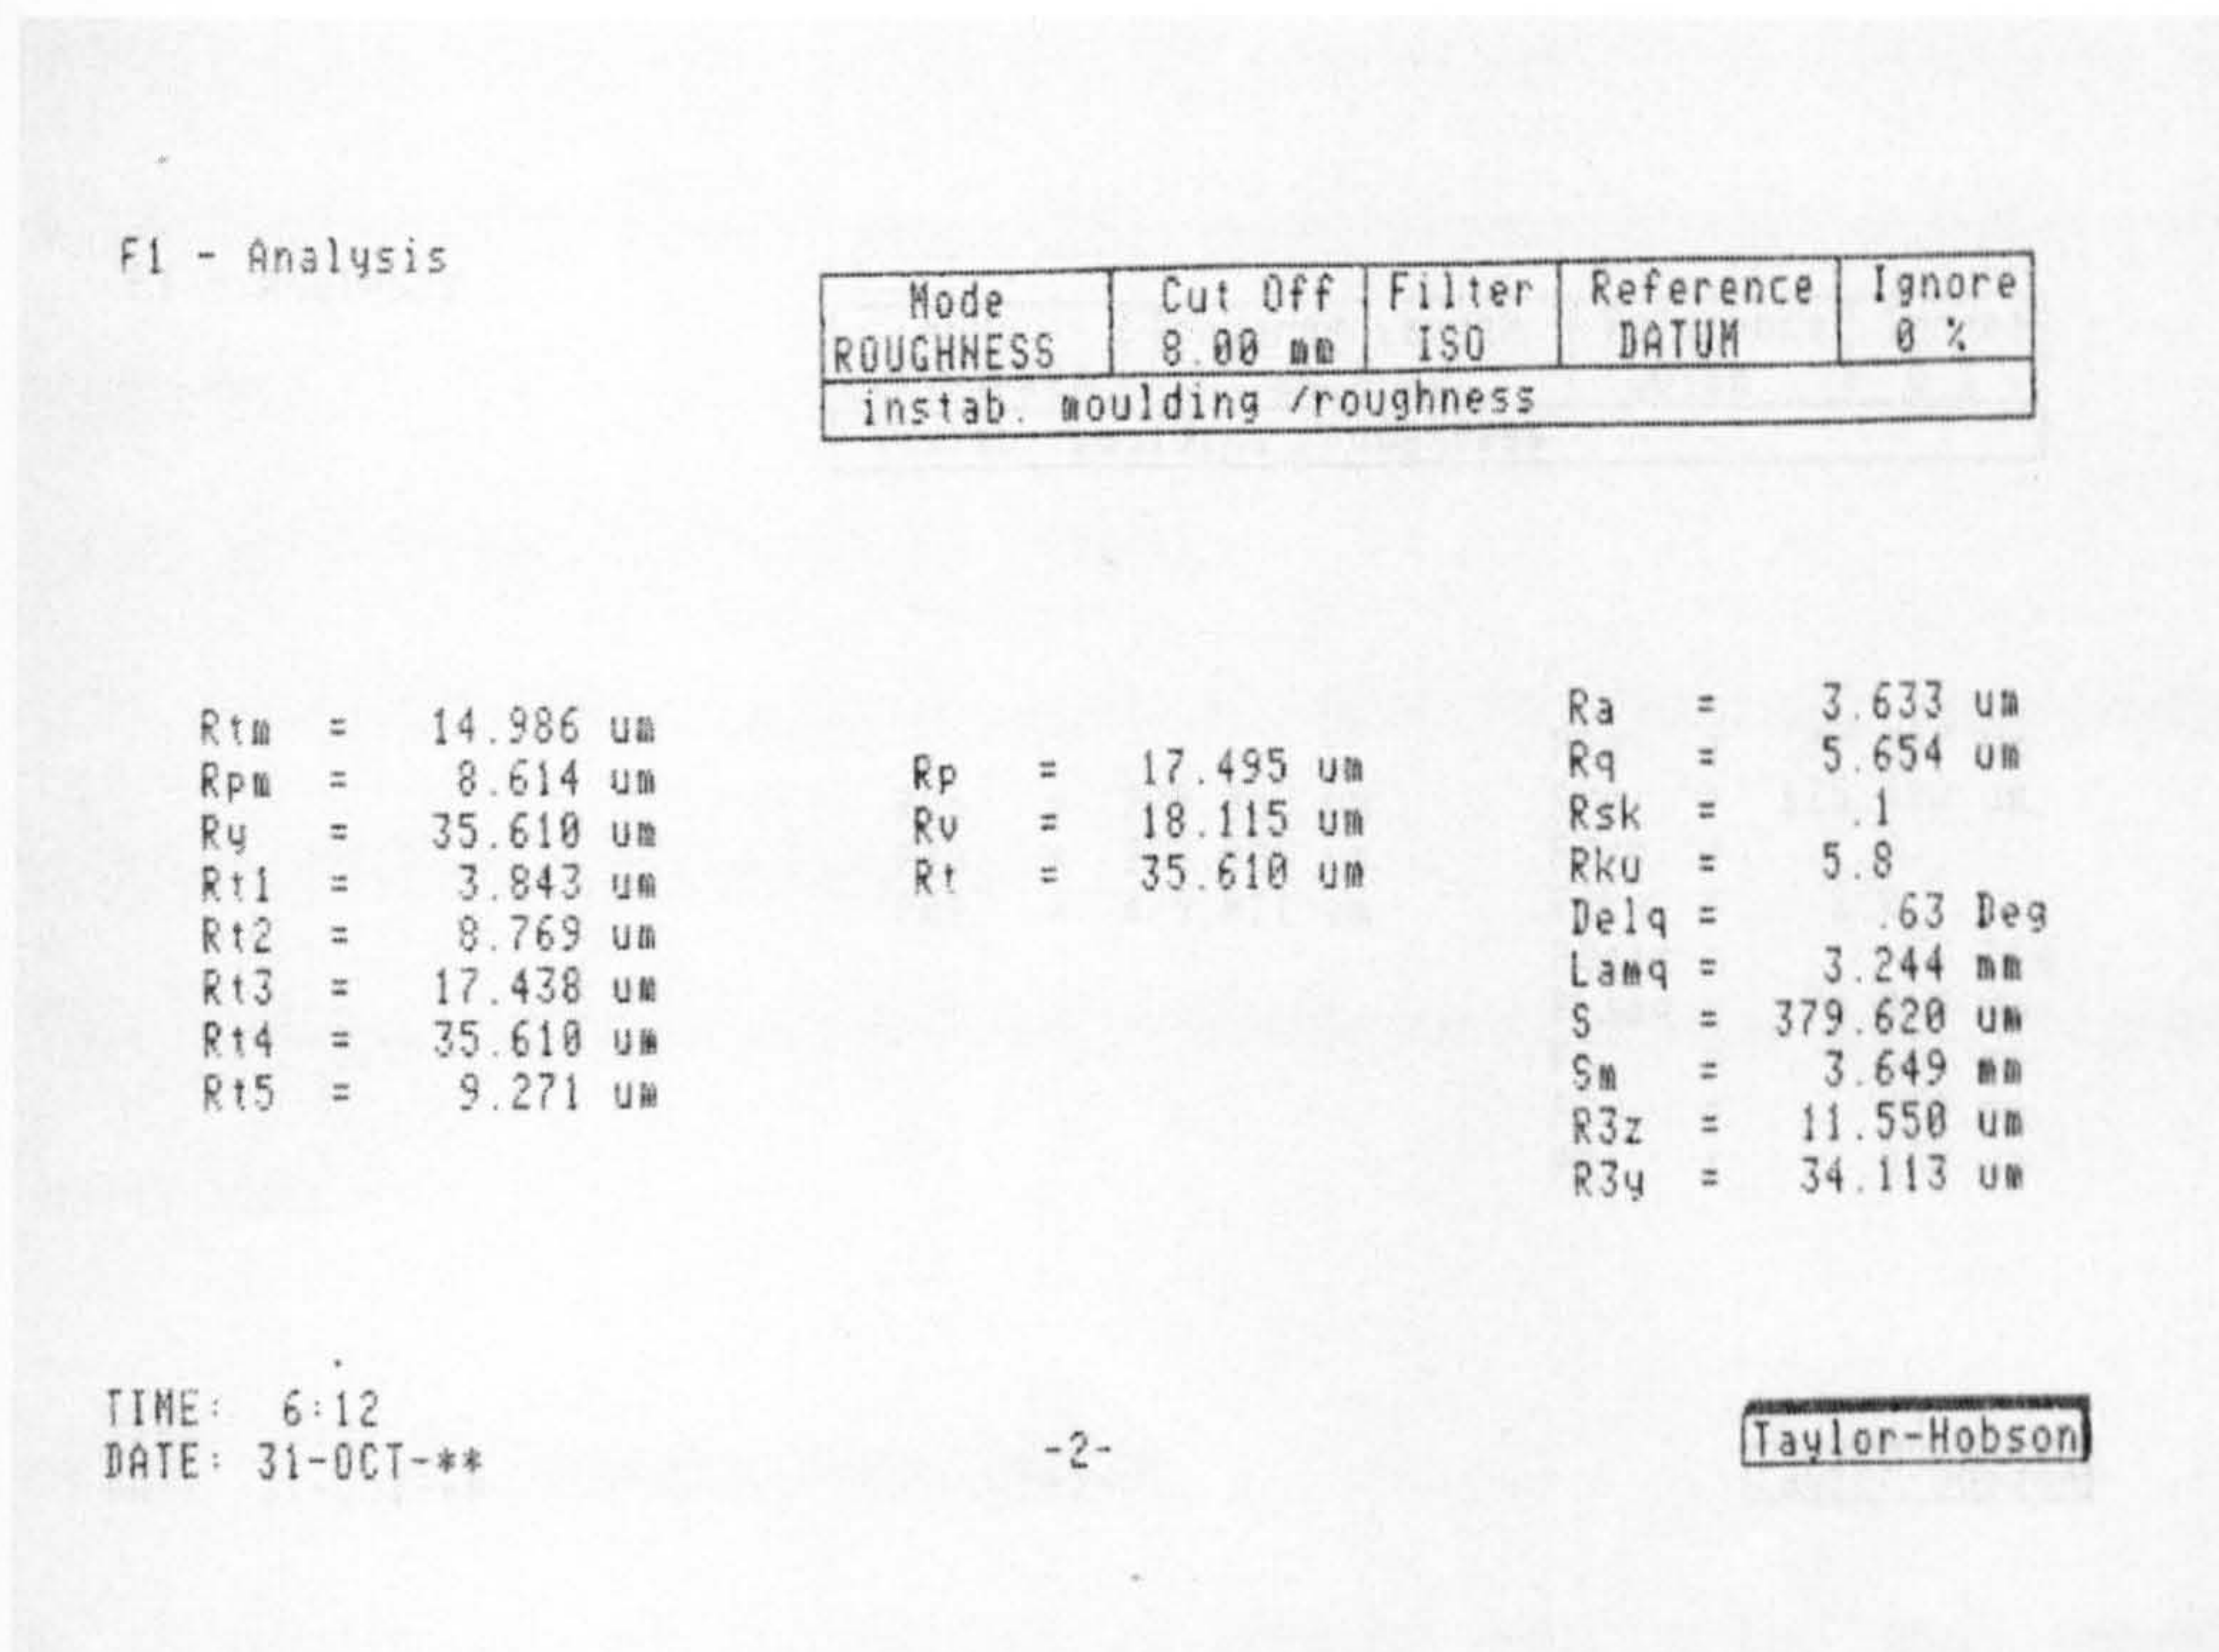 F1 - Analysis
Mode Cut Off Filter Reference Ignore
ROUGHNESS 8.00 mm ISO DATUM 0 %
instab. moulding /roughness
Rtm = 14.986 um
Rpm = 8.614 um
Ry = 35.610 um
Rt1 = 3.843 um
Rt2 = 8.769 um
Rt3 = 17.438 um
Rt4 = 35.610 um
Rt5 = 9.271 um
Rp = 17.495 um
Rv = 18.115 um
Rt = 35.610 um
Ra = 3.633 um
Rq = 5.654 um
Rsk = .1
Rku = 5.8
Delq = .63 Deg
Lamq = 3.244 mm
S = 379.620 um
Sm = 3.649 mm
R3z = 11.550 um
R3y = 34.113 um
TIME: 6:12
DATE: 31-OCT-**
-2-
Taylor-Hobson